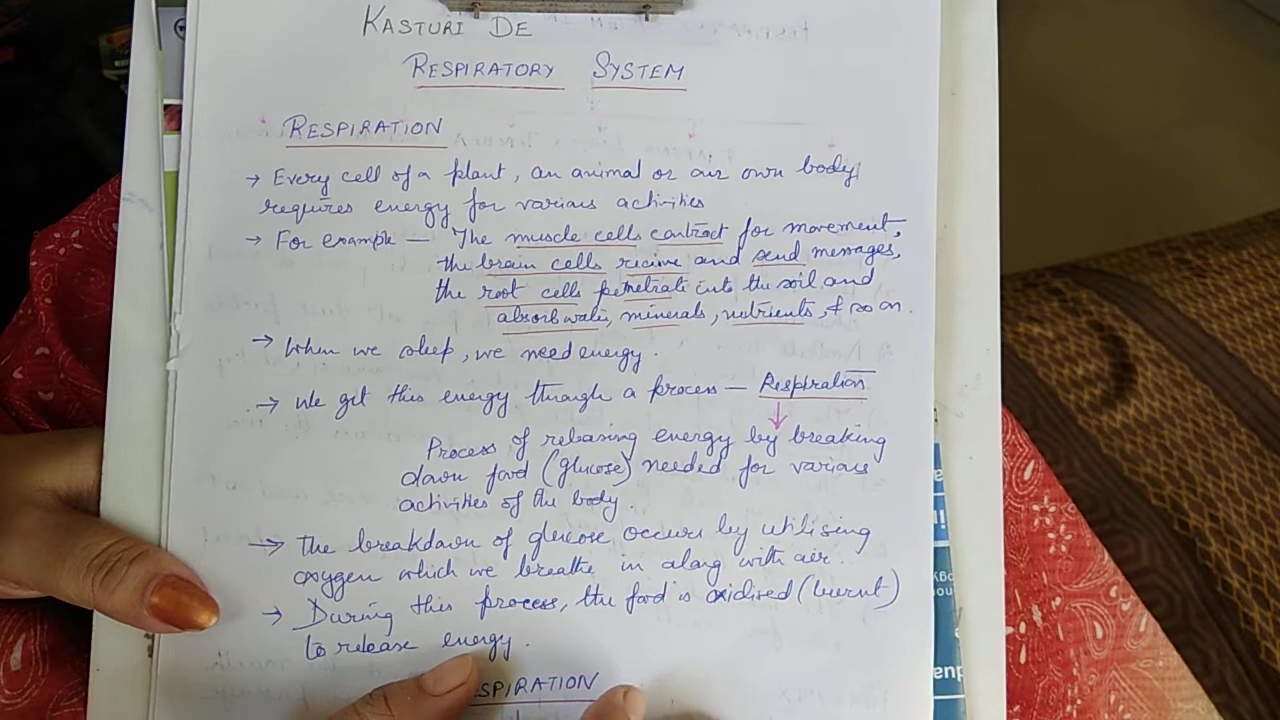 KASTURI DE
RESPIRATORY SYSTEM
RESPIRATION
→ Every cell of a plant, an animal or our own body
requires energy for various activities
→ For example — The muscle cells contract for movement,
the brain cells recieve and send messages,
the root cells penetrate into the soil and
absorb water, minerals, nutrients, & so on.
→ When we sleep, we need energy.
→ We get this energy through a process — Respiration
Process of releasing energy by breaking
down food (glucose) needed for various
activities of the body.
→ The breakdown of glucose occurs by utilising
oxygen which we breathe in along with air.
→ During this process, the food is oxidised (burnt)
to release energy.
ESPIRATION